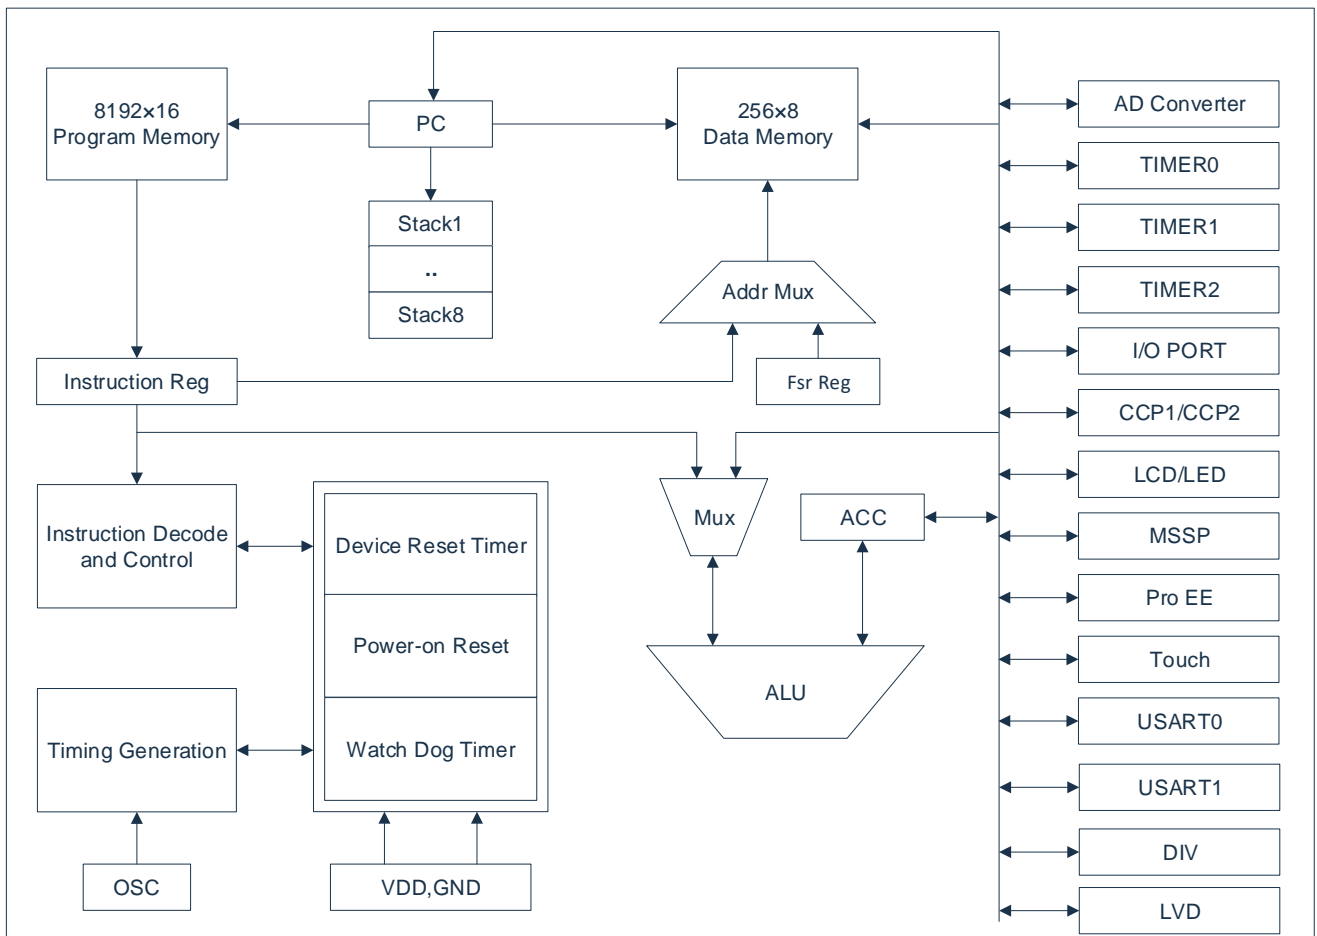 8192×16
Program Memory
PC
256×8
Data Memory
Stack1
..
Stack8
Addr Mux
Instruction Reg
Fsr Reg
Mux
ACC
Instruction Decode
and Control
Device Reset Timer
Power-on Reset
ALU
Timing Generation
Watch Dog Timer
OSC
VDD,GND
AD Converter
TIMER0
TIMER1
TIMER2
I/O PORT
CCP1/CCP2
LCD/LED
MSSP
Pro EE
Touch
USART0
USART1
DIV
LVD